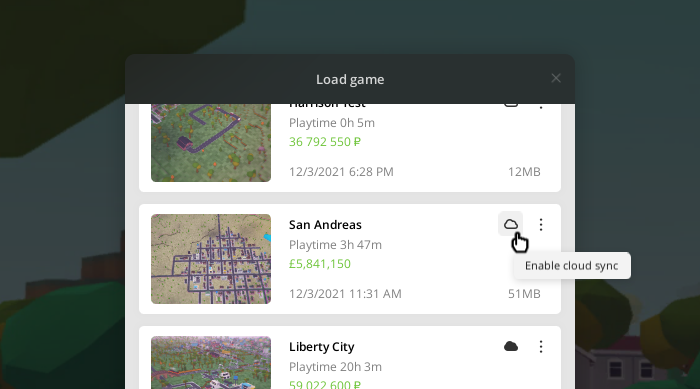 Load game
Harrison Test
Playtime 0h 5m
36 792 550 ₽
12/3/2021 6:28 PM
12MB
San Andreas
Playtime 3h 47m
£5,841,150
Enable cloud sync
12/3/2021 11:31 AM
51MB
Liberty City
Playtime 20h 3m
59 022 600 ₽